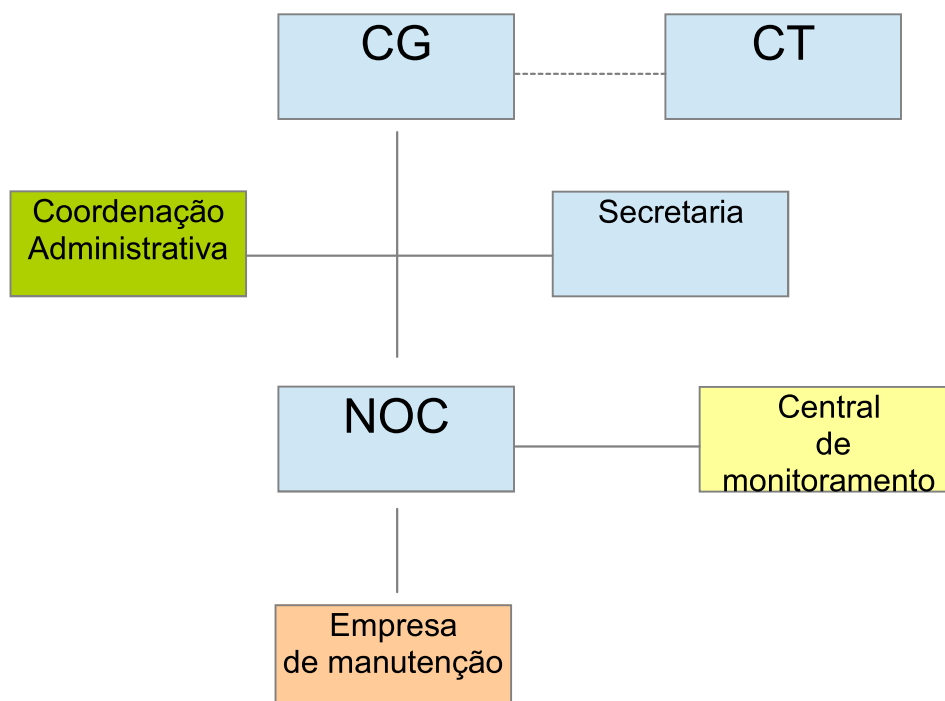 CG
CT
Coordenação
Administrativa
Secretaria
NOC
Central
de
monitoramento
Empresa
de manutenção